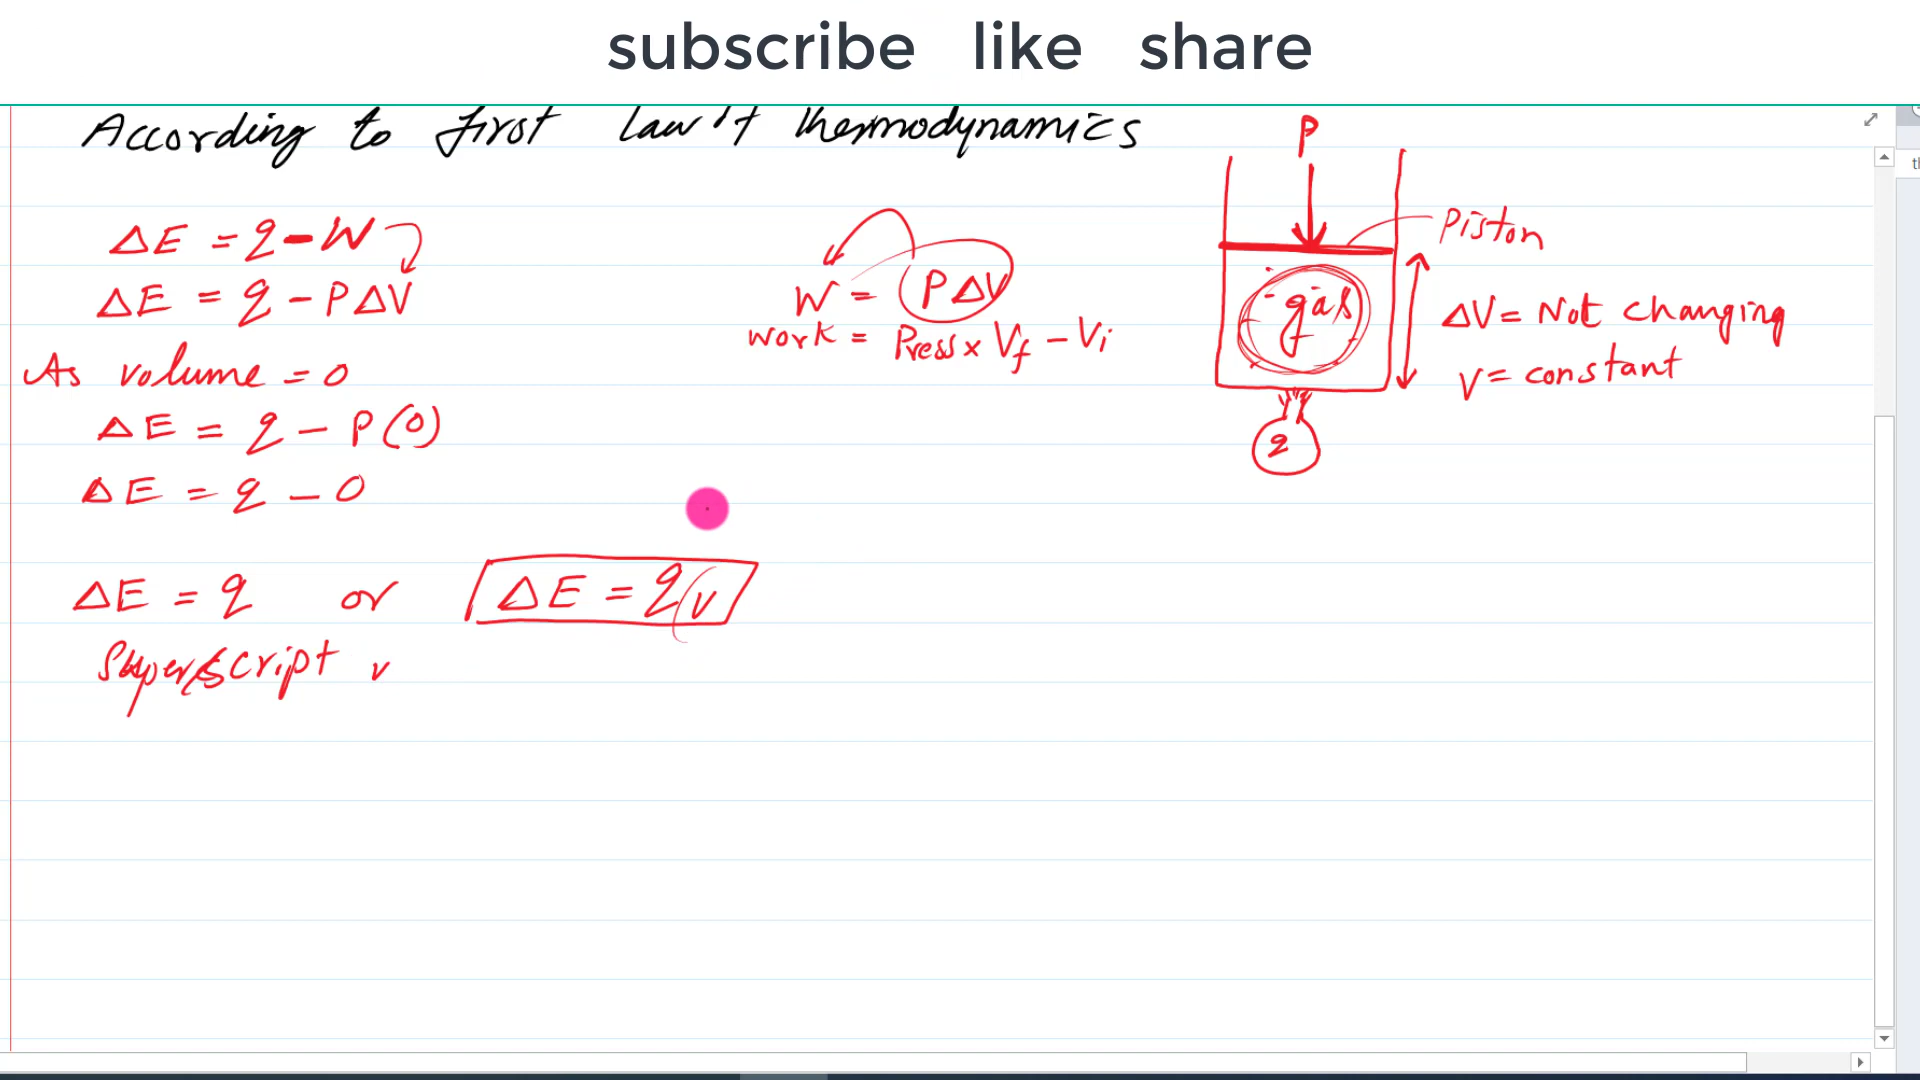 subscribe like share
According to first law of thermodynamics
ΔE = q - W
ΔE = q - PΔV
As volume = 0
ΔE = q - P(0)
ΔE = q - 0
ΔE = q or ΔE = qv
Superscript v
W = PΔV
work = Press × Vf - Vi
P
Piston
gas
ΔV = Not changing
V = constant
q